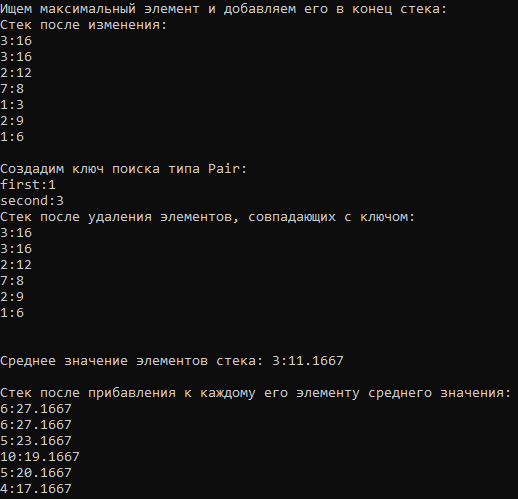 Ищем максимальный элемент и добавляем его в конец стека:
Стек после изменения:
3:16
3:16
2:12
7:8
1:3
2:9
1:6
Создадим ключ поиска типа Pair:
first:1
second:3
Стек после удаления элементов, совпадающих с ключом:
3:16
3:16
2:12
7:8
2:9
1:6
Среднее значение элементов стека: 3:11.1667
Стек после прибавления к каждому его элементу среднего значения:
6:27.1667
6:27.1667
5:23.1667
10:19.1667
5:20.1667
4:17.1667